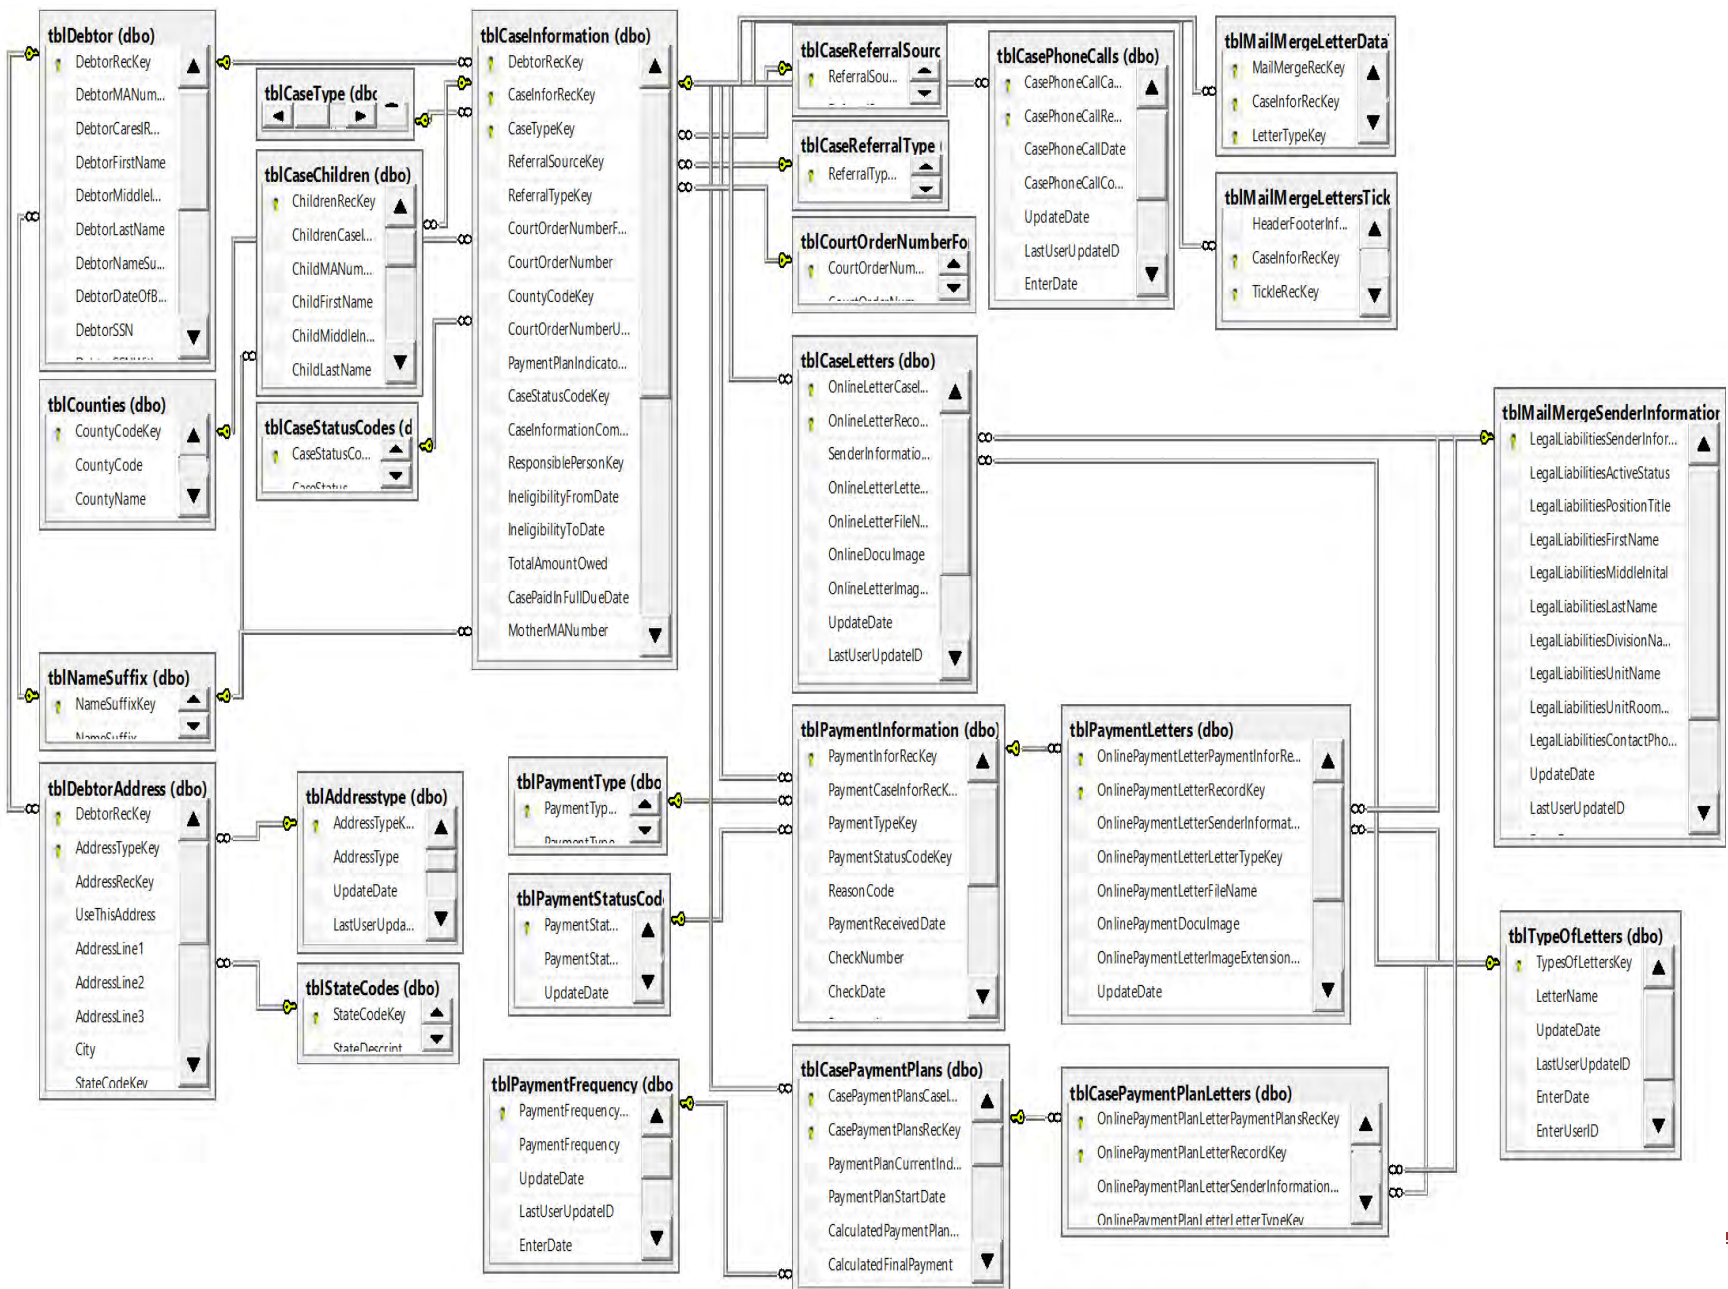 tblDebtor (dbo)
DebtorRecKey
DebtorMANum...
DebtorCaresIR...
DebtorFirstName
DebtorMiddleI...
DebtorLastName
DebtorNameSu...
DebtorDateOfB...
DebtorSSN
tblCounties (dbo)
CountyCodeKey
CountyCode
CountyName
tblNameSuffix (dbo)
NameSuffixKey
NameSuffix
tblDebtorAddress (dbo)
DebtorRecKey
AddressTypeKey
AddressRecKey
UseThisAddress
AddressLine1
AddressLine2
AddressLine3
City
StateCodeKey
tblCaseType (dbo
tblCaseChildren (dbo)
ChildrenRecKey
ChildrenCaseI...
ChildMANum...
ChildFirstName
ChildMiddleIn...
ChildLastName
tblCaseStatusCodes (d
CaseStatusCo...
CaseStatus
tblAddresstype (dbo)
AddressTypeK...
AddressType
UpdateDate
LastUserUpda...
tblStateCodes (dbo)
StateCodeKey
StateDescript
tblCaseInformation (dbo)
DebtorRecKey
CaseInforRecKey
CaseTypeKey
ReferralSourceKey
ReferralTypeKey
CourtOrderNumberF...
CourtOrderNumber
CountyCodeKey
CourtOrderNumberU...
PaymentPlanIndicato...
CaseStatusCodeKey
CaseInformationCom...
ResponsiblePersonKey
IneligibilityFromDate
IneligibilityToDate
TotalAmountOwed
CasePaidInFullDueDate
MotherMANumber
tblPaymentType (dbo
PaymentTyp...
PaymentType
tblPaymentStatusCod
PaymentStat...
PaymentStat...
UpdateDate
tblPaymentFrequency (dbo
PaymentFrequency...
PaymentFrequency
UpdateDate
LastUserUpdateID
EnterDate
tblCaseReferralSourc
ReferralSou...
tblCaseReferralType (
ReferralTyp...
tblCourtOrderNumberFo
CourtOrderNum...
CourtOrderNum
tblCasePhoneCalls (dbo)
CasePhoneCallCa...
CasePhoneCallRe...
CasePhoneCallDate
CasePhoneCallCo...
UpdateDate
LastUserUpdateID
EnterDate
tblMailMergeLetterData
MailMergeRecKey
CaseInforRecKey
LetterTypeKey
tblMailMergeLettersTick
HeaderFooterInf...
CaseInforRecKey
TickleRecKey
tblCaseLetters (dbo)
OnlineLetterCaseI...
OnlineLetterReco...
SenderInformatio...
OnlineLetterLette...
OnlineLetterFileN...
OnlineDocuImage
OnlineLetterImag...
UpdateDate
LastUserUpdateID
tblPaymentInformation (dbo)
PaymentInforRecKey
PaymentCaseInforRecK...
PaymentTypeKey
PaymentStatusCodeKey
ReasonCode
PaymentReceivedDate
CheckNumber
CheckDate
tblPaymentLetters (dbo)
OnlinePaymentLetterPaymentInforRe...
OnlinePaymentLetterRecordKey
OnlinePaymentLetterSenderInformat...
OnlinePaymentLetterLetterTypeKey
OnlinePaymentLetterFileName
OnlinePaymentDocuImage
OnlinePaymentLetterImageExtension...
UpdateDate
tblCasePaymentPlans (dbo)
CasePaymentPlansCaseI...
CasePaymentPlansRecKey
PaymentPlanCurrentInd...
PaymentPlanStartDate
CalculatedPaymentPlan...
CalculatedFinalPayment
tblCasePaymentPlanLetters (dbo)
OnlinePaymentPlanLetterPaymentPlansRecKey
OnlinePaymentPlanLetterRecordKey
OnlinePaymentPlanLetterSenderInformation...
OnlinePaymentPlanLetterLetterTypeKey
tblMailMergeSenderInformation
LegalLiabilitiesSenderInfor...
LegalLiabilitiesActiveStatus
LegalLiabilitiesPositionTitle
LegalLiabilitiesFirstName
LegalLiabilitiesMiddleInital
LegalLiabilitiesLastName
LegalLiabilitiesDivisionNa...
LegalLiabilitiesUnitName
LegalLiabilitiesUnitRoom...
LegalLiabilitiesContactPho...
UpdateDate
LastUserUpdateID
tblTypeOfLetters (dbo)
TypesOfLettersKey
LetterName
UpdateDate
LastUserUpdateID
EnterDate
EnterUserID